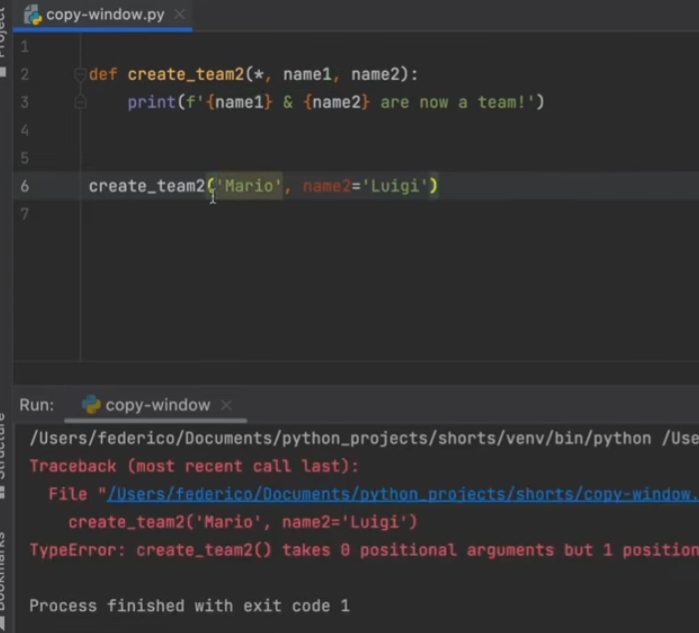 copy-window.py
1
2 def create_team2(*, name1, name2):
3 print(f'{name1} & {name2} are now a team!')
4
5
6 create_team2('Mario', name2='Luigi')
7
Run: copy-window
/Users/federico/Documents/python_projects/shorts/venv/bin/python /Use
Traceback (most recent call last):
File "/Users/federico/Documents/python_projects/shorts/copy-window.
create_team2('Mario', name2='Luigi')
TypeError: create_team2() takes 0 positional arguments but 1 position
Process finished with exit code 1